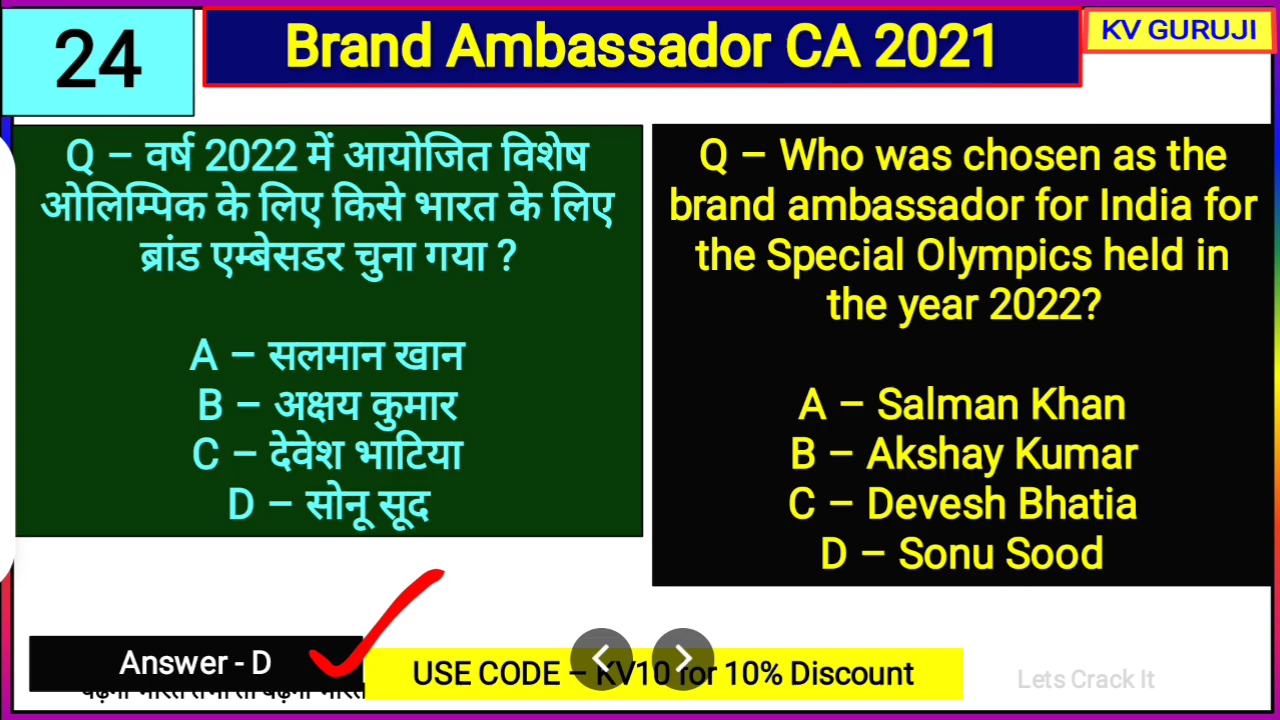 24
Brand Ambassador CA 2021
KV GURUJI
Q – वर्ष 2022 में आयोजित विशेष
ओलिम्पिक के लिए किसे भारत के लिए
ब्रांड एम्बेसडर चुना गया ?
A – सलमान खान
B – अक्षय कुमार
C – देवेश भाटिया
D – सोनू सूद
Q – Who was chosen as the
brand ambassador for India for
the Special Olympics held in
the year 2022?
A – Salman Khan
B – Akshay Kumar
C – Devesh Bhatia
D – Sonu Sood
Answer - D
USE CODE – KV10 for 10% Discount
Lets Crack It